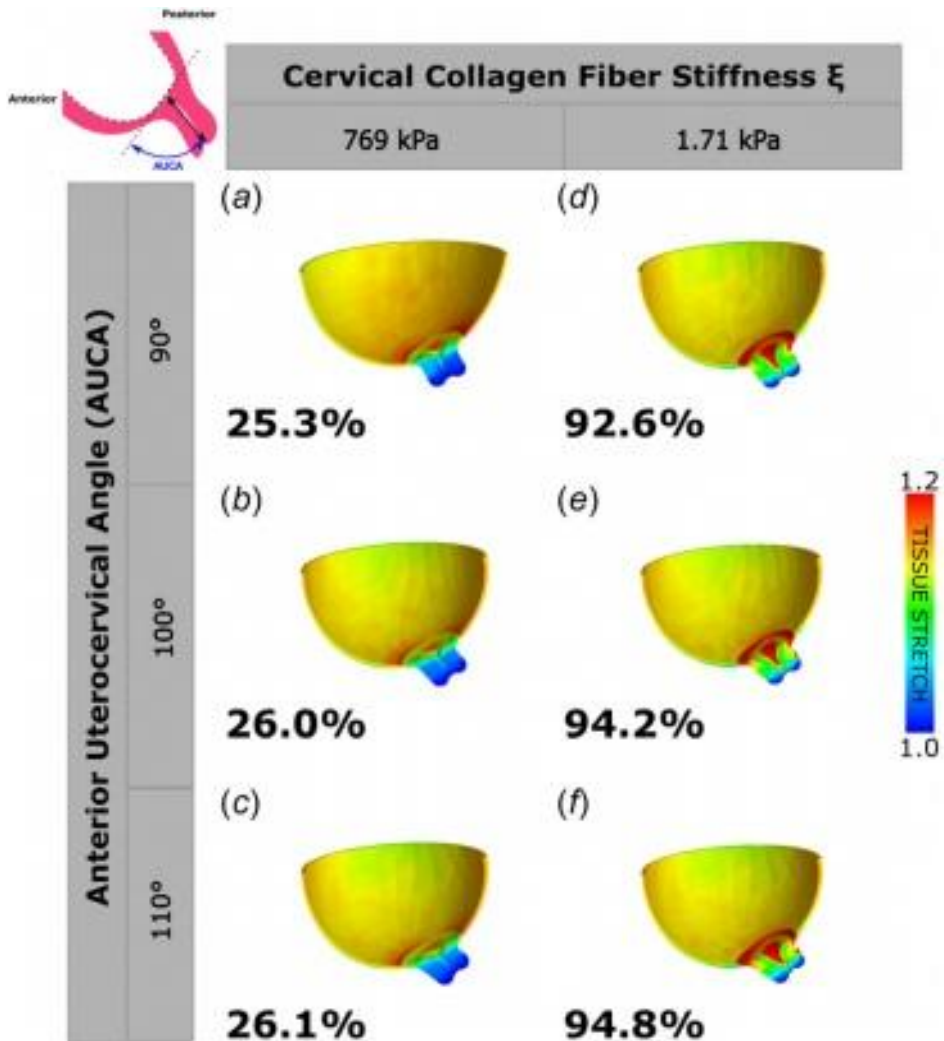 Posterior
Anterior
AUCA
Cervical Collagen Fiber Stiffness ξ
769 kPa
1.71 kPa
Anterior Uterocervical Angle (AUCA)
90°
(a)
25.3%
(d)
92.6%
100°
(b)
26.0%
(e)
94.2%
110°
(c)
26.1%
(f)
94.8%
1.2
TISSUE STRETCH
1.0